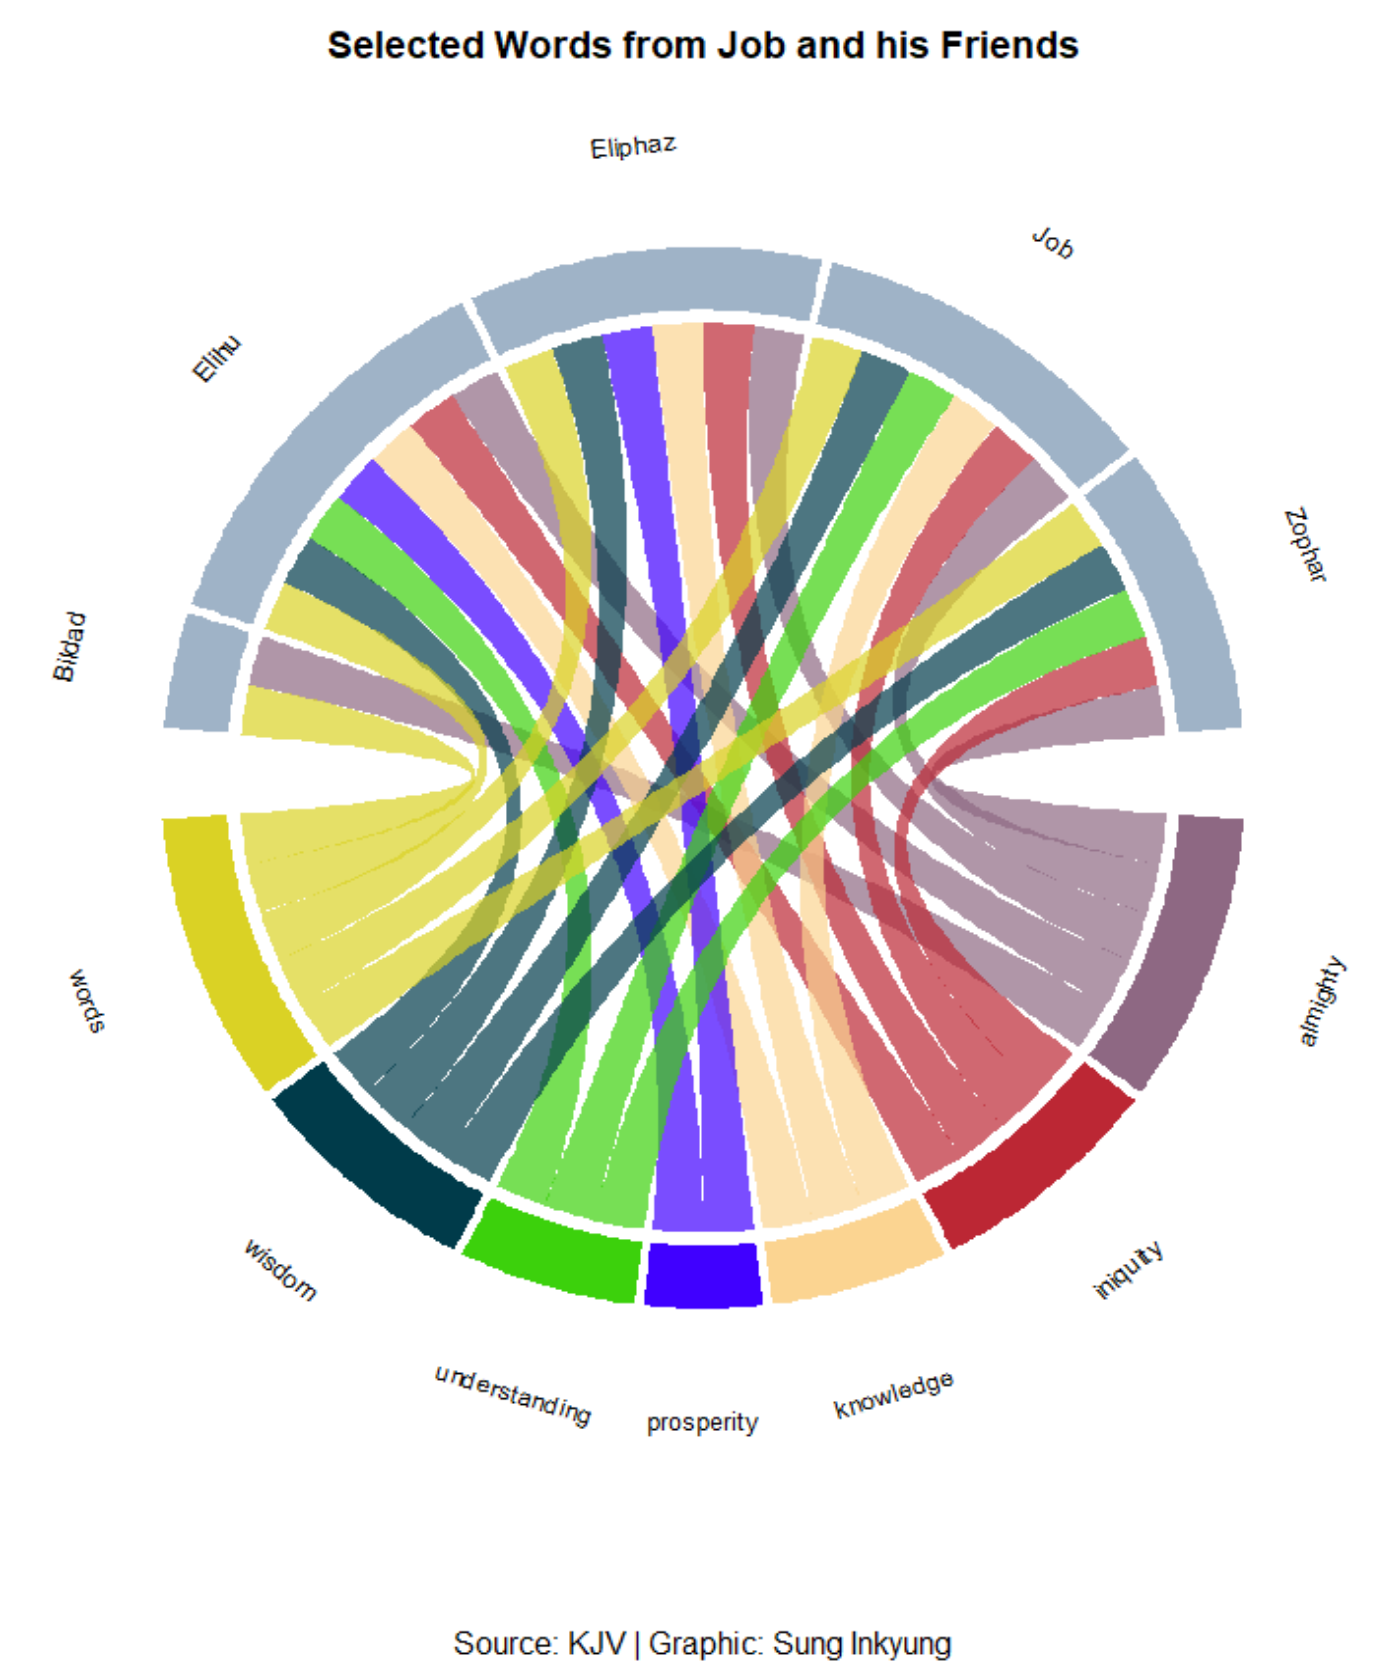 Selected Words from Job and his Friends
Eliphaz
Job
Elihu
Zophar
Bildad
words
almighty
wisdom
iniquity
understanding
prosperity
knowledge
Source: KJV | Graphic: Sung Inkyung